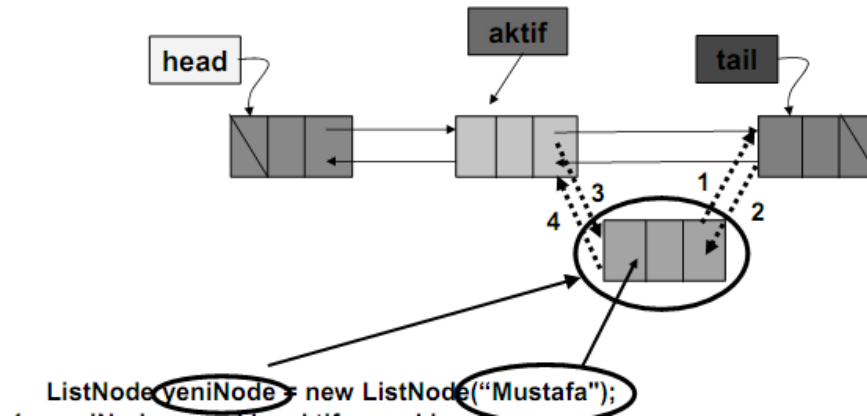 aktif
head
tail
1
3
2
4
ListNode yeniNode = new ListNode(“Mustafa");